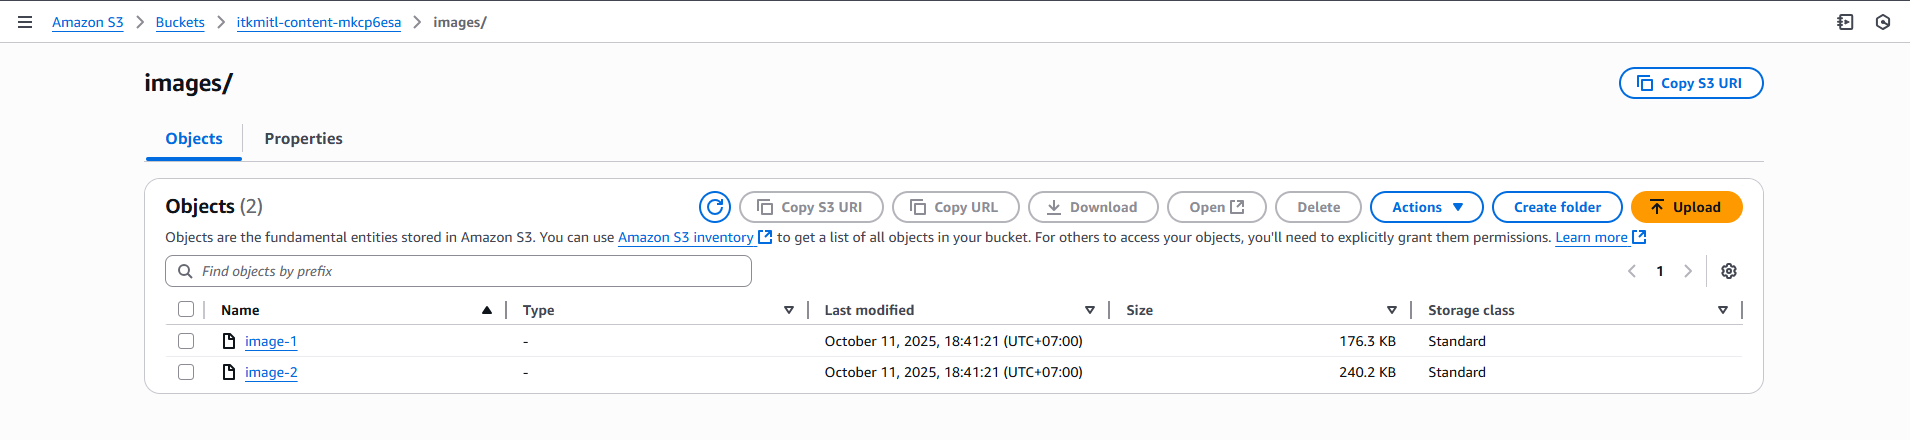 Amazon S3 > Buckets > itkmitl-content-mkcp6esa > images/
images/
Copy S3 URI
Objects Properties
Objects (2) Copy S3 URI Copy URL Download Open Delete Actions Create folder Upload
Objects are the fundamental entities stored in Amazon S3. You can use Amazon S3 inventory to get a list of all objects in your bucket. For others to access your objects, you'll need to explicitly grant them permissions. Learn more
Find objects by prefix 1
Name Type Last modified Size Storage class
image-1 - October 11, 2025, 18:41:21 (UTC+07:00) 176.3 KB Standard
image-2 - October 11, 2025, 18:41:21 (UTC+07:00) 240.2 KB Standard